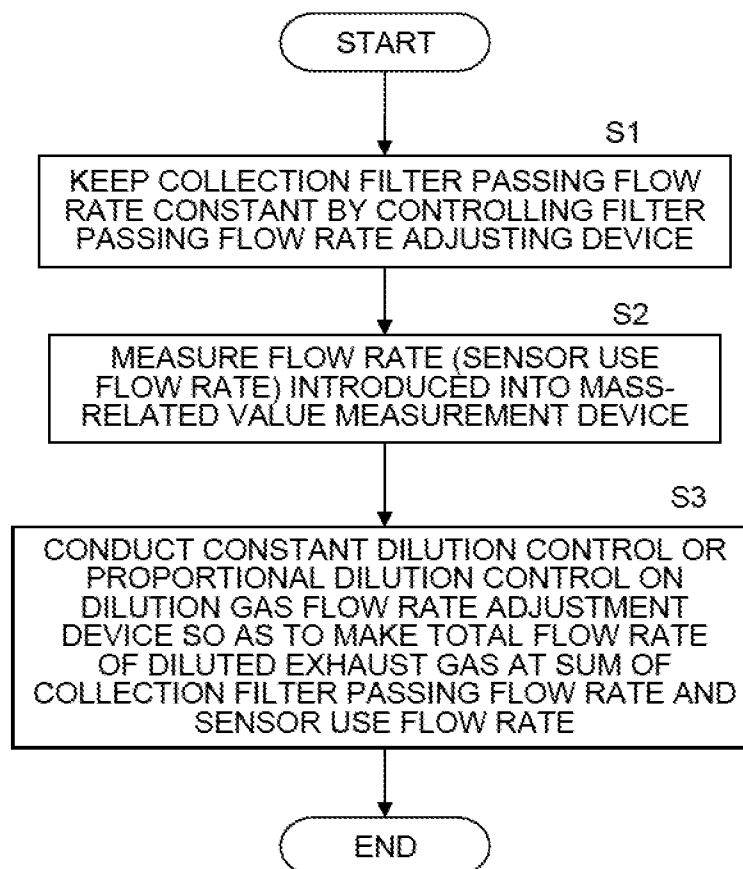 START
S1
KEEP COLLECTION FILTER PASSING FLOW
RATE CONSTANT BY CONTROLLING FILTER
PASSING FLOW RATE ADJUSTING DEVICE
S2
MEASURE FLOW RATE (SENSOR USE
FLOW RATE) INTRODUCED INTO MASS-
RELATED VALUE MEASUREMENT DEVICE
S3
CONDUCT CONSTANT DILUTION CONTROL OR
PROPORTIONAL DILUTION CONTROL ON
DILUTION GAS FLOW RATE ADJUSTMENT
DEVICE SO AS TO MAKE TOTAL FLOW RATE
OF DILUTED EXHAUST GAS AT SUM OF
COLLECTION FILTER PASSING FLOW RATE AND
SENSOR USE FLOW RATE
END